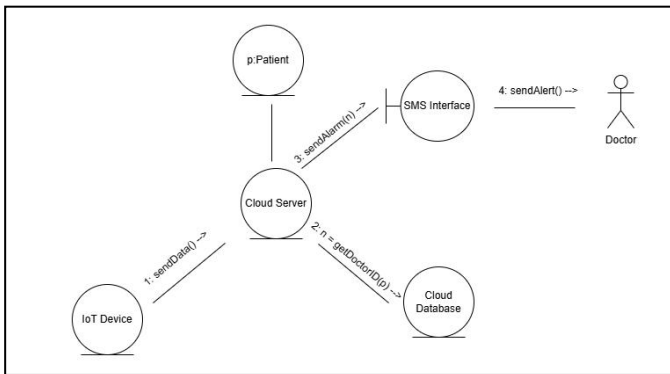 p:Patient
SMS Interface
4: sendAlert() -->
Doctor
3: sendAlarm(n) -->
Cloud Server
1: sendData() -->
2: n = getDoctorID(p) -->
IoT Device
Cloud
Database